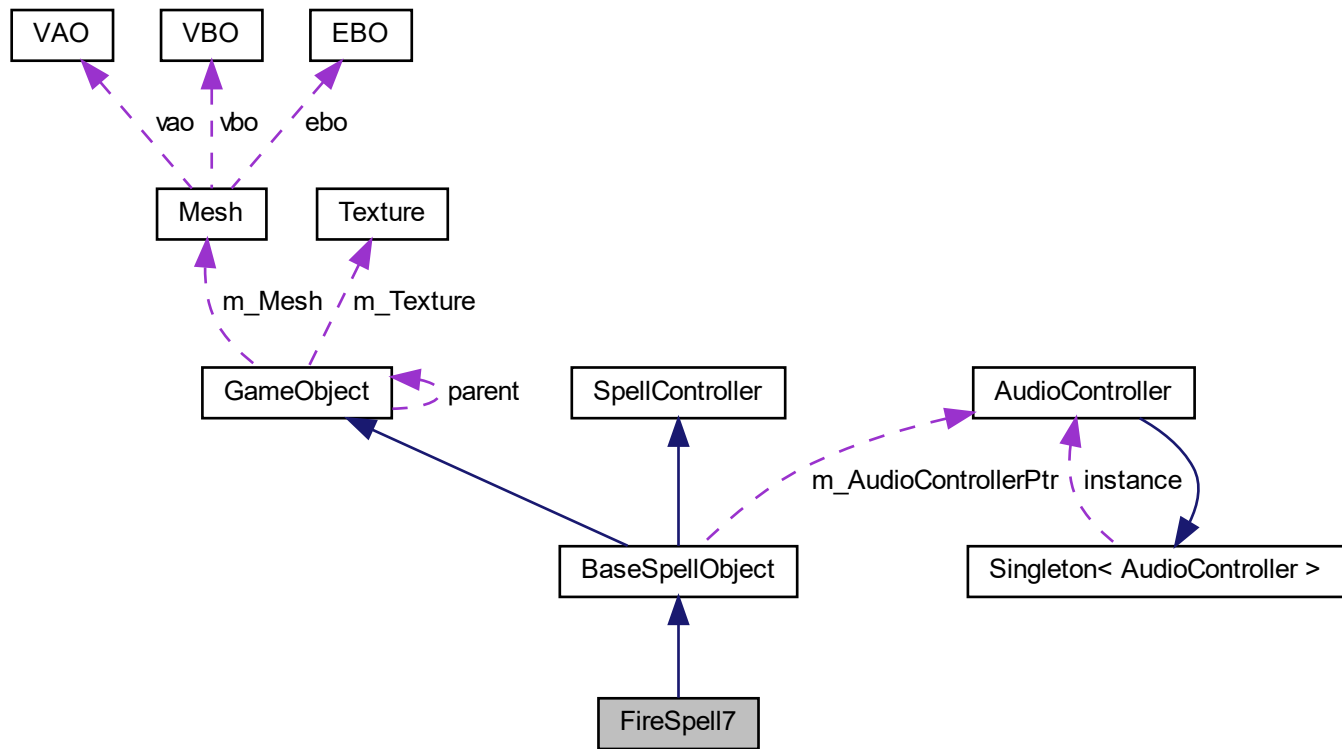 VAO
VBO
EBO
vao
vbo
ebo
Mesh
Texture
m_Mesh
m_Texture
GameObject
parent
SpellController
AudioController
m_AudioControllerPtr
instance
BaseSpellObject
Singleton< AudioController >
FireSpell7